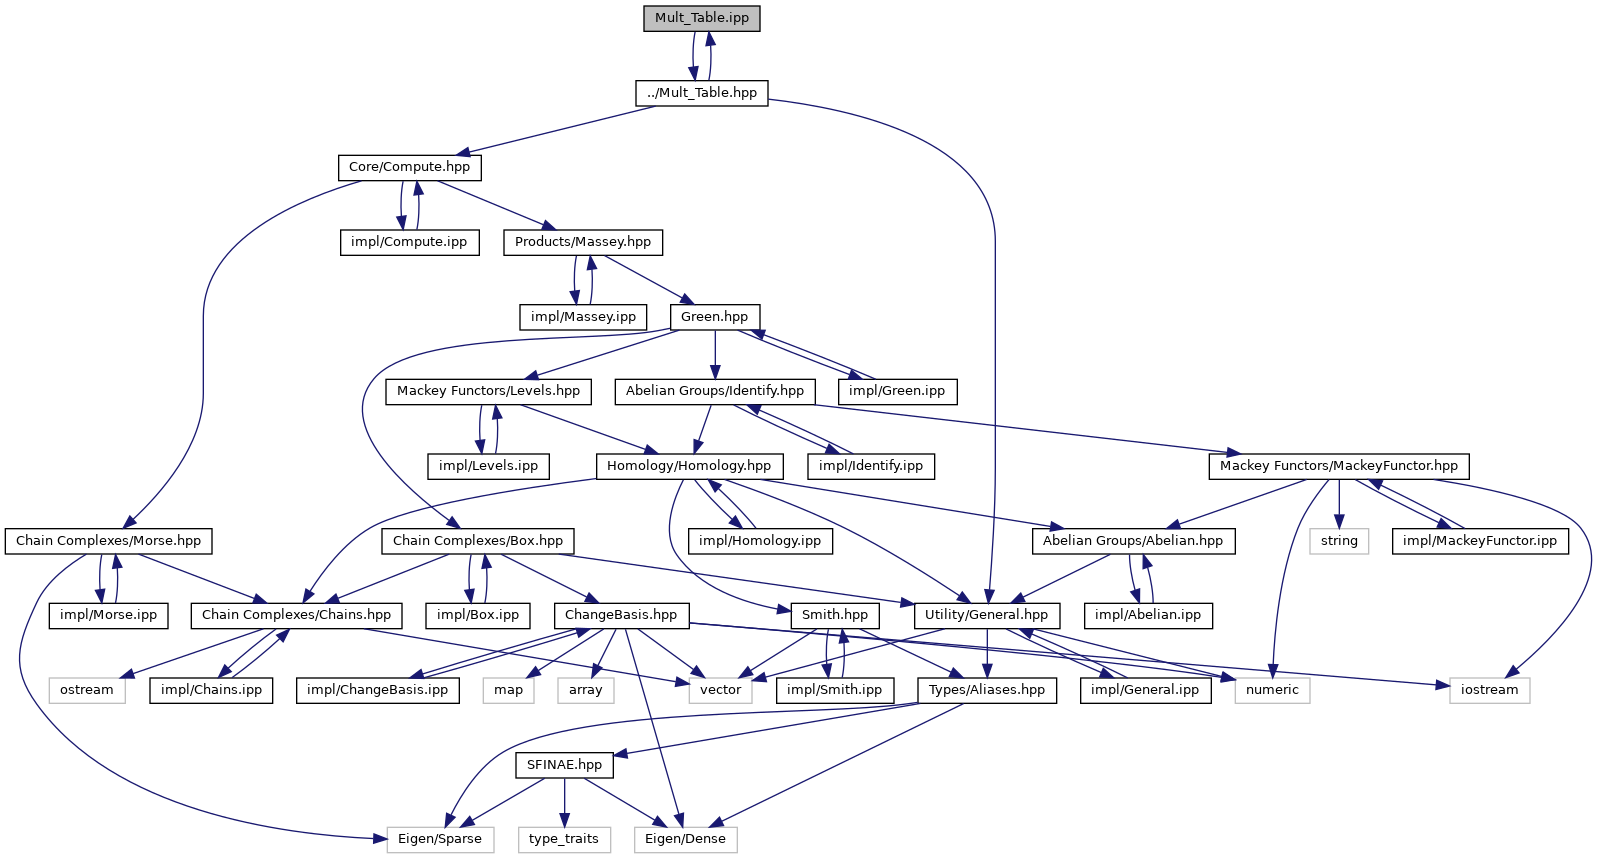 Mult_Table.ipp
../Mult_Table.hpp
Core/Compute.hpp
impl/Compute.ipp
Products/Massey.hpp
impl/Massey.ipp
Green.hpp
Mackey Functors/Levels.hpp
Abelian Groups/Identify.hpp
impl/Green.ipp
impl/Levels.ipp
Homology/Homology.hpp
impl/Identify.ipp
Mackey Functors/MackeyFunctor.hpp
Chain Complexes/Morse.hpp
Chain Complexes/Box.hpp
impl/Homology.ipp
Abelian Groups/Abelian.hpp
string
impl/MackeyFunctor.ipp
impl/Morse.ipp
Chain Complexes/Chains.hpp
impl/Box.ipp
ChangeBasis.hpp
Smith.hpp
Utility/General.hpp
impl/Abelian.ipp
ostream
impl/Chains.ipp
impl/ChangeBasis.ipp
map
array
vector
impl/Smith.ipp
Types/Aliases.hpp
impl/General.ipp
numeric
iostream
SFINAE.hpp
Eigen/Sparse
type_traits
Eigen/Dense